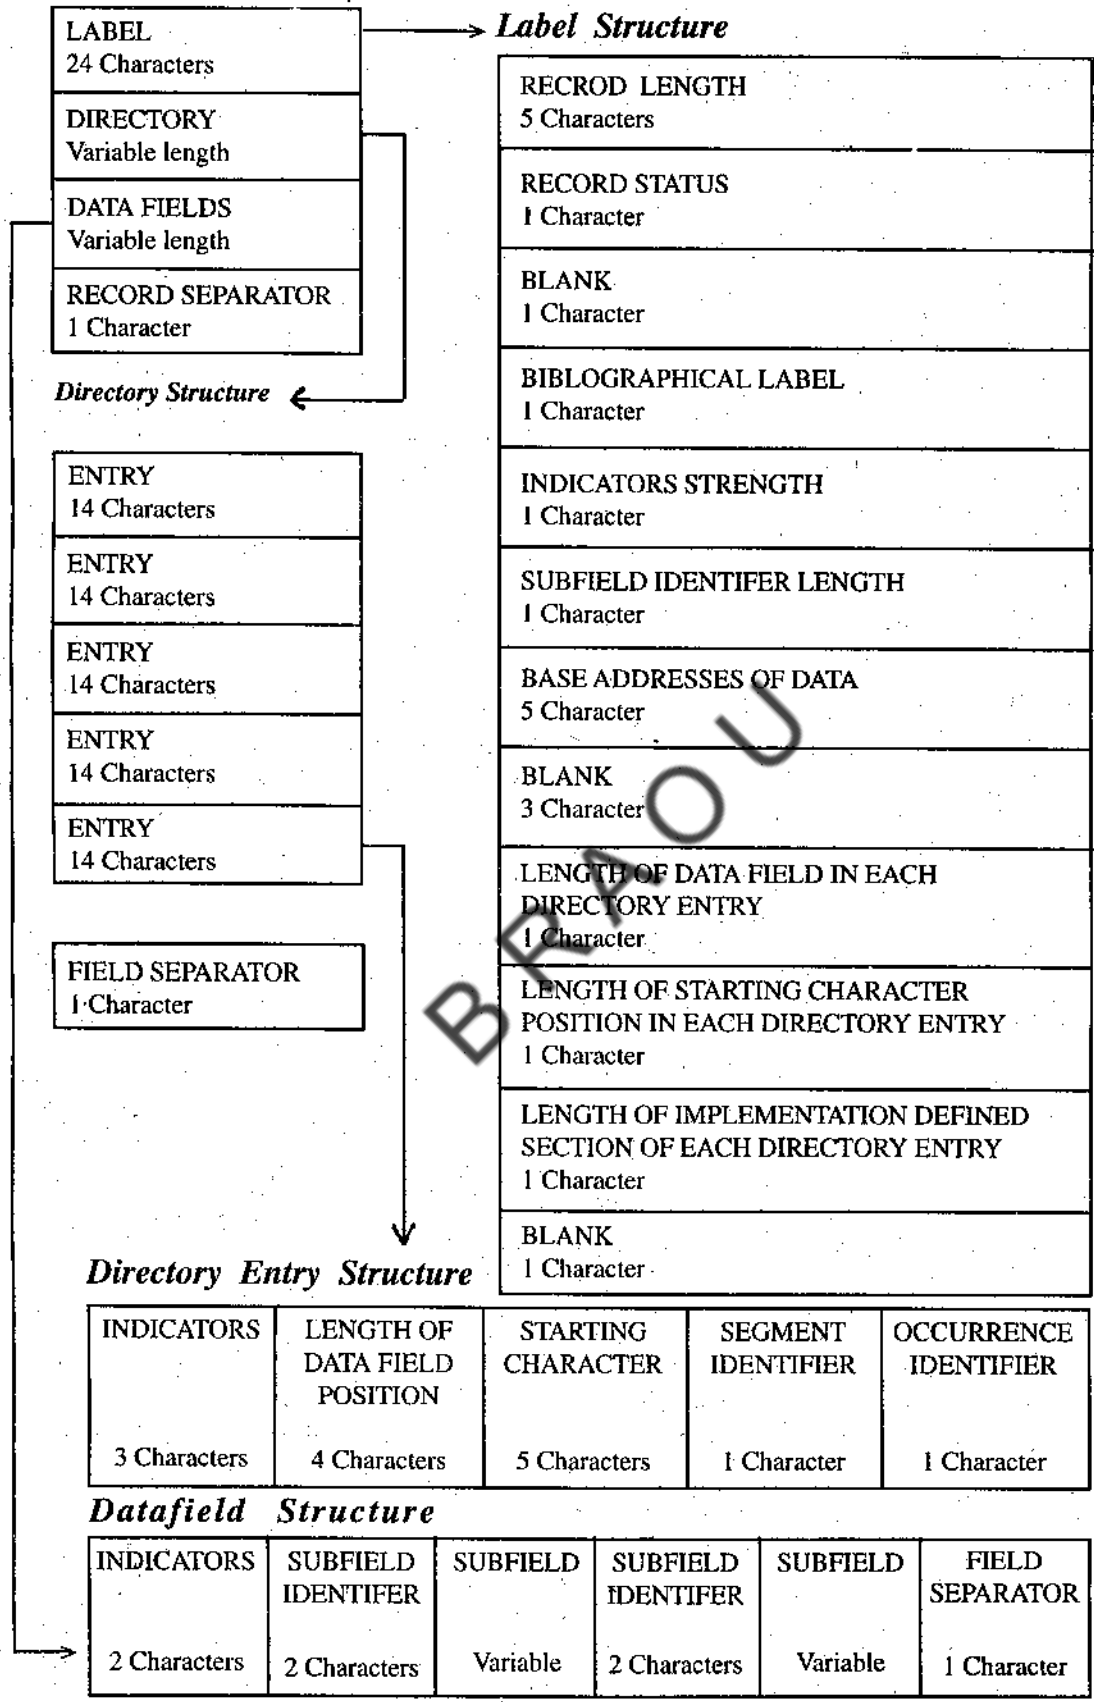 LABEL
24 Characters
DIRECTORY
Variable length
DATA FIELDS
Variable length
RECORD SEPARATOR
1 Character
Label Structure
RECROD LENGTH
5 Characters
RECORD STATUS
1 Character
BLANK
1 Character
BIBLOGRAPHICAL LABEL
1 Character
INDICATORS STRENGTH
1 Character
SUBFIELD IDENTIFER LENGTH
1 Character
BASE ADDRESSES OF DATA
5 Character
BLANK
3 Character
LENGTH OF DATA FIELD IN EACH
DIRECTORY ENTRY
1 Character
LENGTH OF STARTING CHARACTER
POSITION IN EACH DIRECTORY ENTRY
1 Character
LENGTH OF IMPLEMENTATION DEFINED
SECTION OF EACH DIRECTORY ENTRY
1 Character
BLANK
1 Character
Directory Structure
ENTRY
14 Characters
ENTRY
14 Characters
ENTRY
14 Characters
ENTRY
14 Characters
ENTRY
14 Characters
FIELD SEPARATOR
1 Character
BRAOU
Directory Entry Structure
INDICATORS
3 Characters
LENGTH OF
DATA FIELD
POSITION
4 Characters
STARTING
CHARACTER
5 Characters
SEGMENT
IDENTIFIER
1 Character
OCCURRENCE
IDENTIFIER
1 Character
Datafield Structure
INDICATORS
2 Characters
SUBFIELD
IDENTIFER
2 Characters
SUBFIELD
Variable
SUBFIELD
IDENTIFER
2 Characters
SUBFIELD
Variable
FIELD
SEPARATOR
1 Character